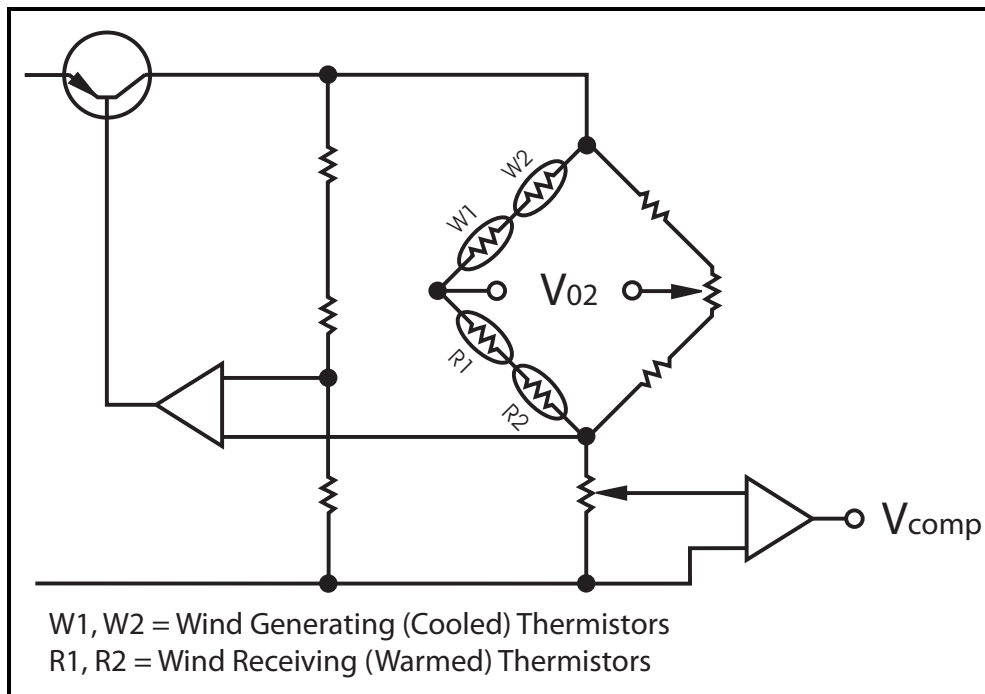 W2
W1
V02
R1
R2
Vcomp
W1, W2 = Wind Generating (Cooled) Thermistors
R1, R2 = Wind Receiving (Warmed) Thermistors